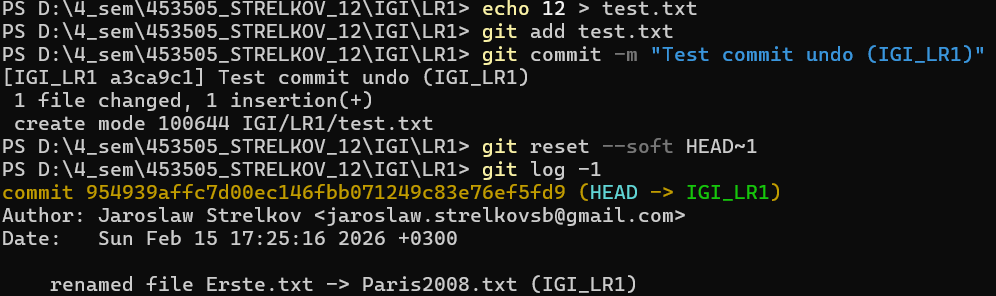 PS D:\4_sem\453505_STRELKOV_12\IGI\LR1> echo 12 > test.txt
PS D:\4_sem\453505_STRELKOV_12\IGI\LR1> git add test.txt
PS D:\4_sem\453505_STRELKOV_12\IGI\LR1> git commit -m "Test commit undo (IGI_LR1)"
[IGI_LR1 a3ca9c1] Test commit undo (IGI_LR1)
 1 file changed, 1 insertion(+)
 create mode 100644 IGI/LR1/test.txt
PS D:\4_sem\453505_STRELKOV_12\IGI\LR1> git reset --soft HEAD~1
PS D:\4_sem\453505_STRELKOV_12\IGI\LR1> git log -1
commit 954939affc7d00ec146fbb071249c83e76ef5fd9 (HEAD -> IGI_LR1)
Author: Jaroslaw Strelkov <jaroslaw.strelkovsb@gmail.com>
Date:   Sun Feb 15 17:25:16 2026 +0300

    renamed file Erste.txt -> Paris2008.txt (IGI_LR1)